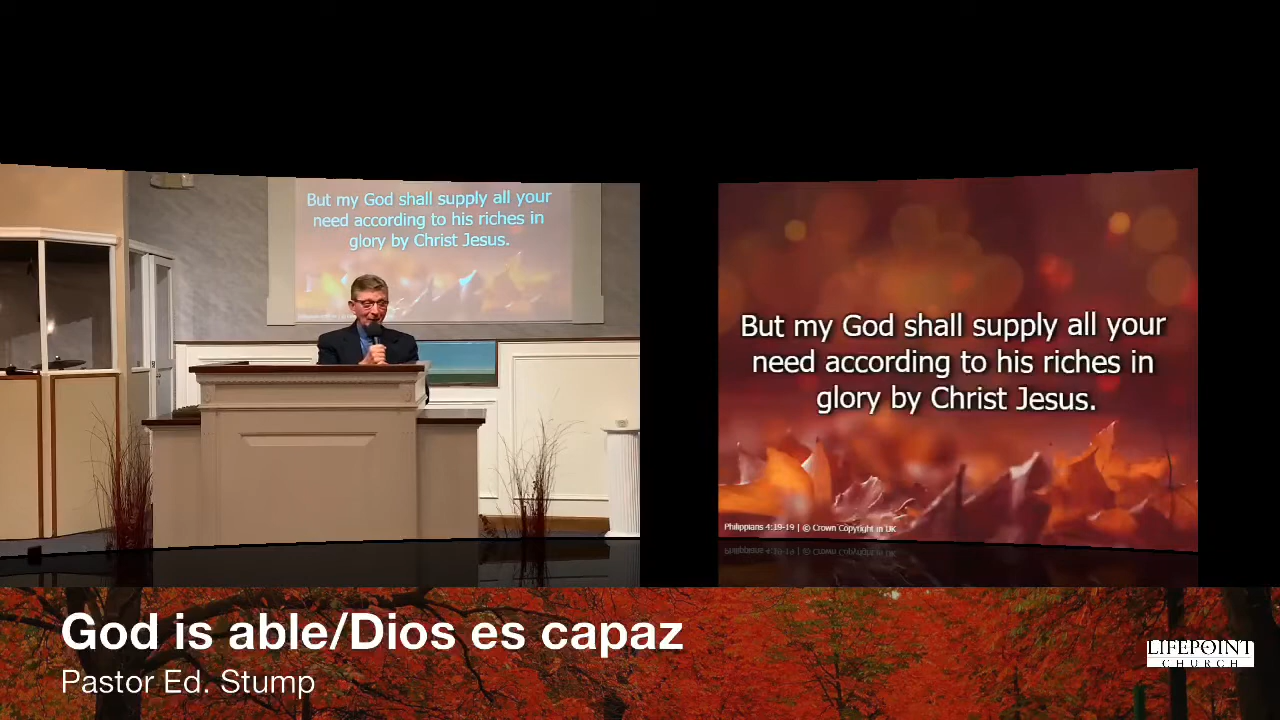 But my God shall supply all your
need according to his riches in
glory by Christ Jesus.
But my God shall supply all your
need according to his riches in
glory by Christ Jesus.
Philippians 4:19-19 | © Crown Copyright in UK
God is able/Dios es capaz
Pastor Ed. Stump
LIFEPOINT
CHURCH